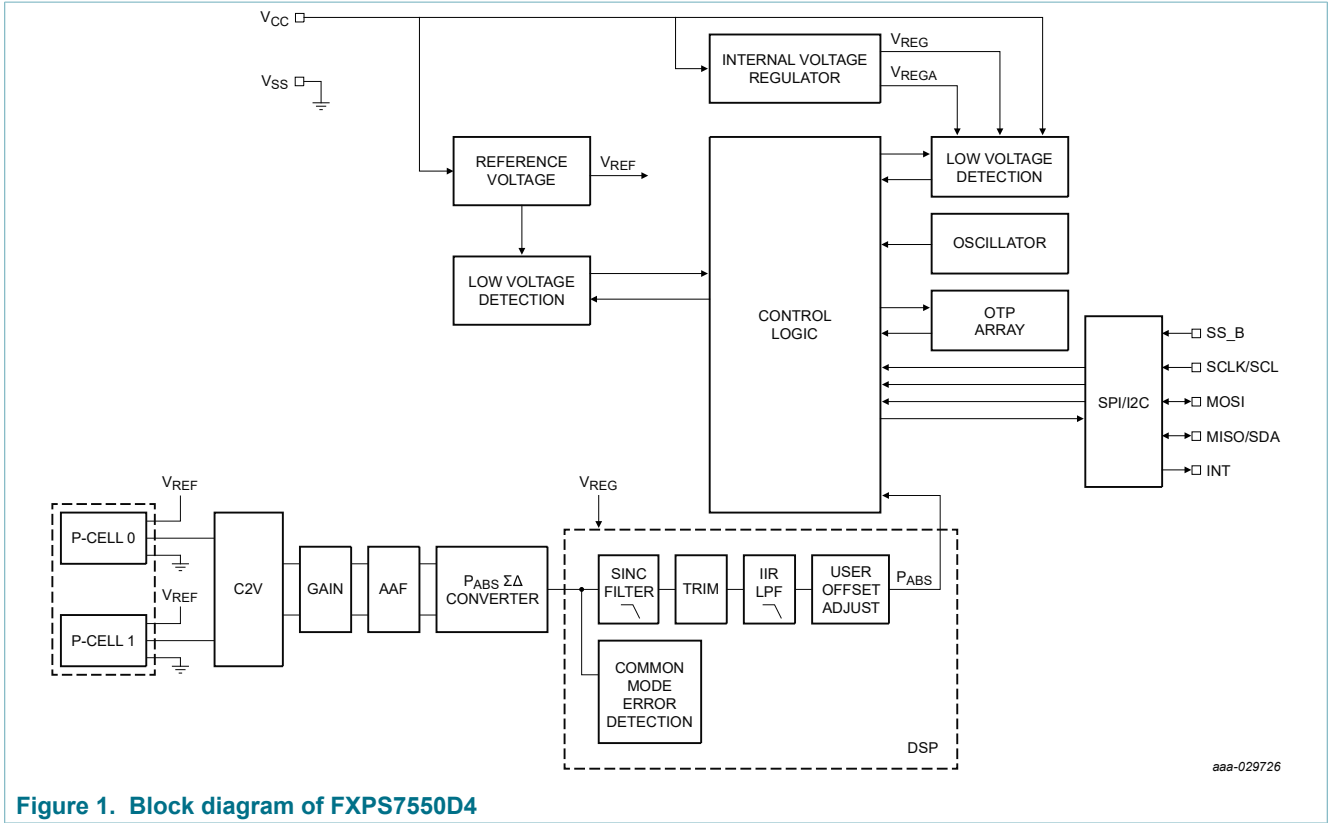 VCC
VSS
INTERNAL VOLTAGE
REGULATOR
VREG
VREGA
REFERENCE
VOLTAGE
VREF
LOW VOLTAGE
DETECTION
CONTROL
LOGIC
LOW VOLTAGE
DETECTION
OSCILLATOR
OTP
ARRAY
SPI/I2C
SS_B
SCLK/SCL
MOSI
MISO/SDA
INT
VREF
P-CELL 0
VREF
P-CELL 1
C2V
GAIN
AAF
PABS ΣΔ
CONVERTER
VREG
SINC
FILTER
TRIM
IIR
LPF
USER
OFFSET
ADJUST
PABS
COMMON
MODE
ERROR
DETECTION
DSP
aaa-029726
Figure 1. Block diagram of FXPS7550D4